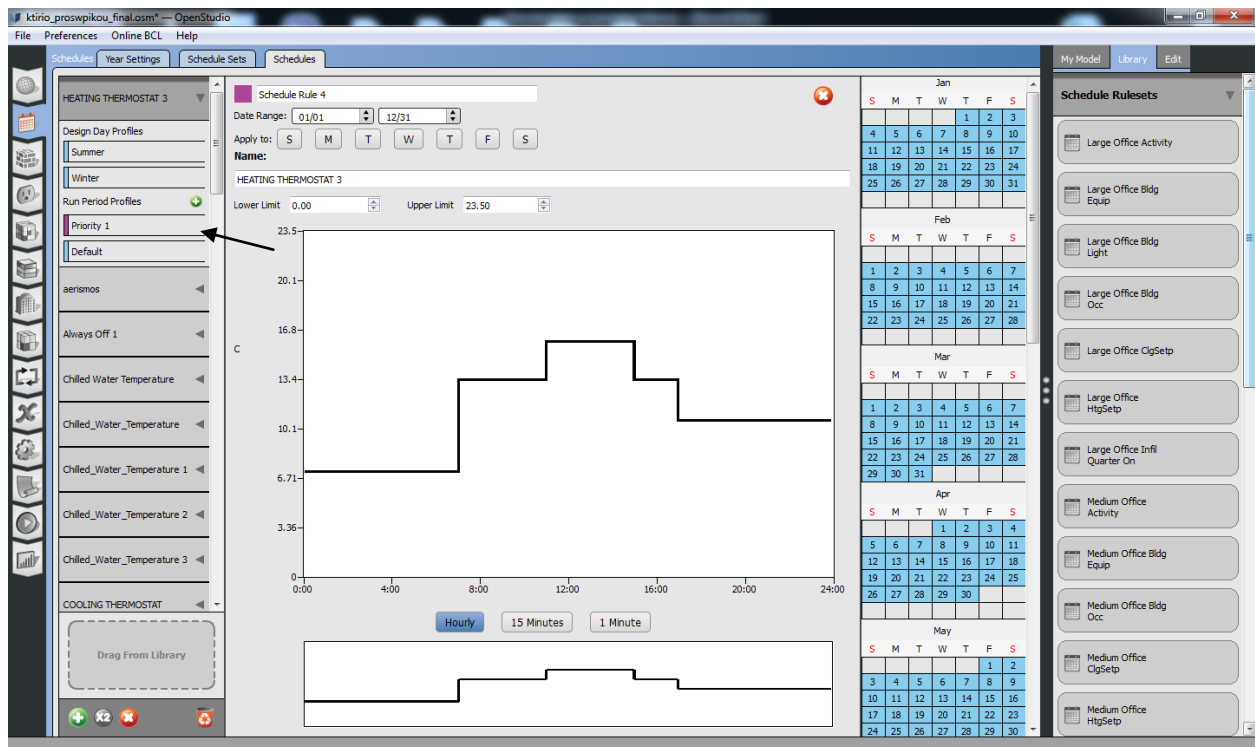 ktirio_proswpikou_final.osm*— OpenStudio
File Preferences Online BCL Help
Schedules Year Settings Schedule Sets Schedules
My Model Library Edit
HEATING THERMOSTAT 3
Design Day Profiles
Summer
Winter
Run Period Profiles
Priority 1
Default
aerismos
Always Off 1
Chilled Water Temperature
Chilled_Water_Temperature
Chilled_Water_Temperature 1
Chilled_Water_Temperature 2
Chilled_Water_Temperature 3
COOLING THERMOSTAT
Drag From Library
X2
Schedule Rule 4
Date Range: 01/01 12/31
Apply to: S M T W T F S
Name:
HEATING THERMOSTAT 3
Lower Limit 0.00 Upper Limit 23.50
23.5
20.1
16.8
C
13.4
10.1
6.71
3.36
0
0:00 4:00 8:00 12:00 16:00 20:00 24:00
Hourly 15 Minutes 1 Minute
Jan
S M T W T F S
1 2 3
4 5 6 7 8 9 10
11 12 13 14 15 16 17
18 19 20 21 22 23 24
25 26 27 28 29 30 31
Feb
S M T W T F S
1 2 3 4 5 6 7
8 9 10 11 12 13 14
15 16 17 18 19 20 21
22 23 24 25 26 27 28
Mar
S M T W T F S
1 2 3 4 5 6 7
8 9 10 11 12 13 14
15 16 17 18 19 20 21
22 23 24 25 26 27 28
29 30 31
Apr
S M T W T F S
1 2 3 4
5 6 7 8 9 10 11
12 13 14 15 16 17 18
19 20 21 22 23 24 25
26 27 28 29 30
May
S M T W T F S
1 2
3 4 5 6 7 8 9
10 11 12 13 14 15 16
17 18 19 20 21 22 23
24 25 26 27 28 29 30
Schedule Rulesets
Large Office Activity
Large Office Bldg
Equip
Large Office Bldg
Light
Large Office Bldg
Occ
Large Office ClgSetp
Large Office
HtgSetp
Large Office Infil
Quarter On
Medium Office
Activity
Medium Office Bldg
Equip
Medium Office Bldg
Occ
Medium Office
ClgSetp
Medium Office
HtgSetp